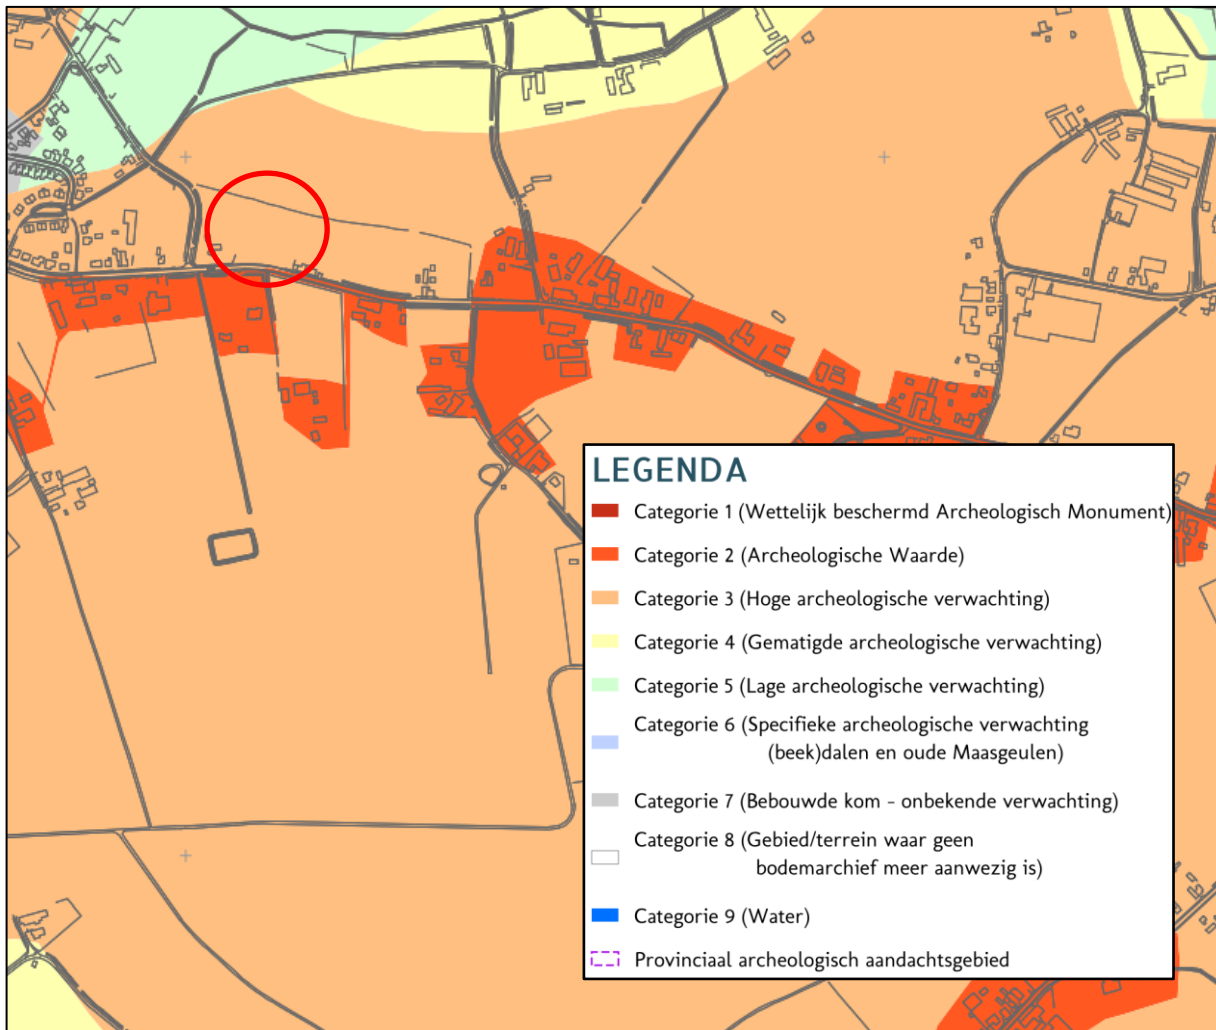 LEGENDA
Categorie 1 (Wettelijk beschermd Archeologisch Monument)
Categorie 2 (Archeologische Waarde)
Categorie 3 (Hoge archeologische verwachting)
Categorie 4 (Gematigde archeologische verwachting)
Categorie 5 (Lage archeologische verwachting)
Categorie 6 (Specifieke archeologische verwachting
(beek)dalen en oude Maasgeulen)
Categorie 7 (Bebouwde kom - onbekende verwachting)
Categorie 8 (Gebied/terrein waar geen
bodemarchief meer aanwezig is)
Categorie 9 (Water)
Provinciaal archeologisch aandachtsgebied